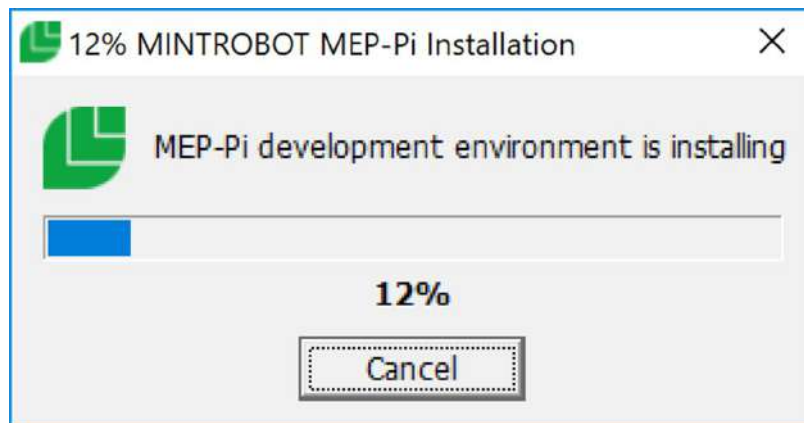 12% MINTROBOT MEP-Pi Installation
MEP-Pi development environment is installing
12%
Cancel